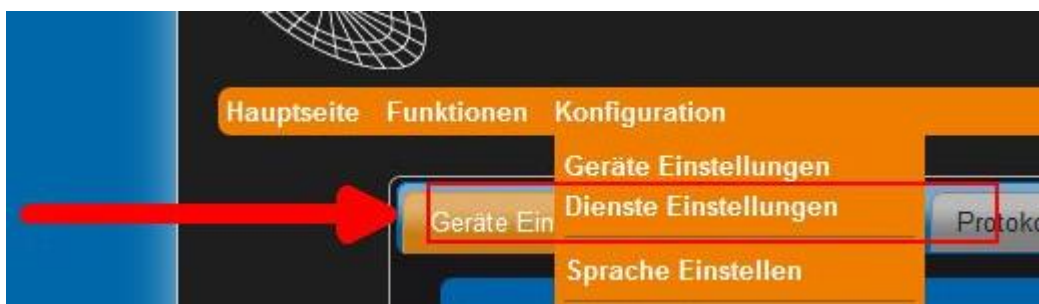 Hauptseite Funktionen Konfiguration
Geräte Einstellungen
Geräte Ein Dienste Einstellungen Protoko
Sprache Einstellen